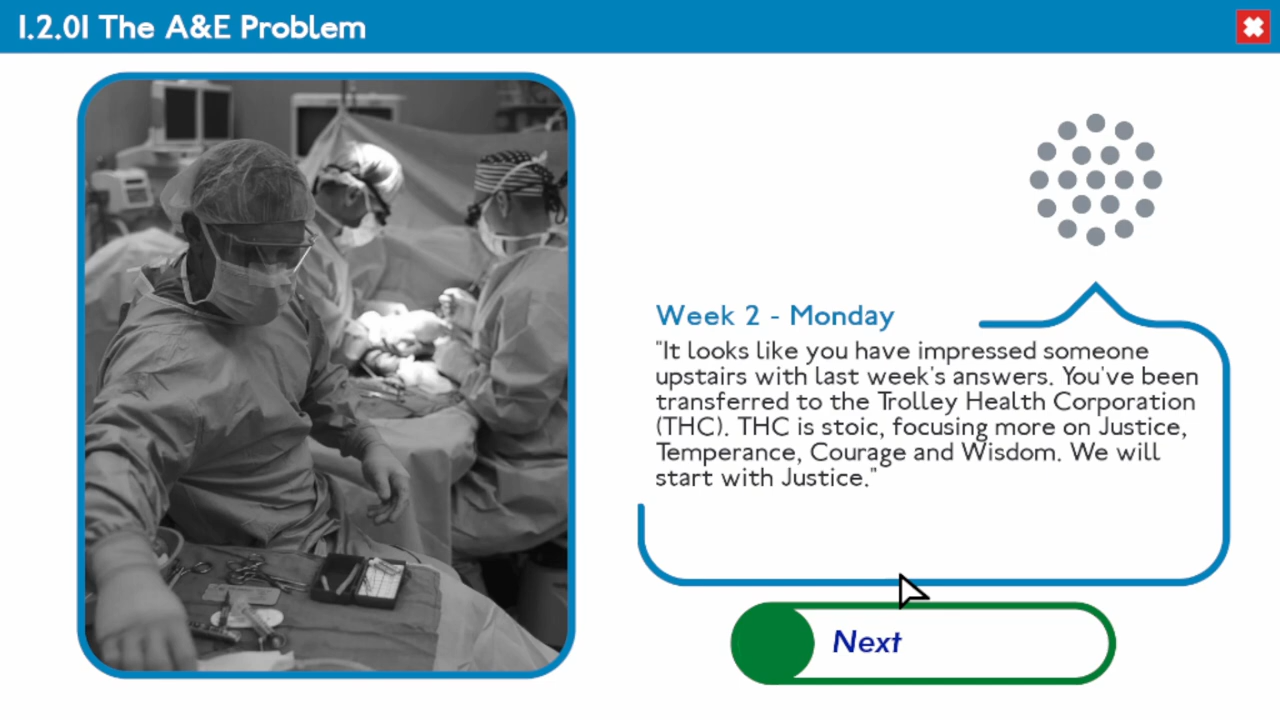 1.2.01 The A&E Problem
Week 2 - Monday
"It looks like you have impressed someone
upstairs with last week's answers. You've been
transferred to the Trolley Health Corporation
(THC). THC is stoic, focusing more on Justice,
Temperance, Courage and Wisdom. We will
start with Justice."
Next